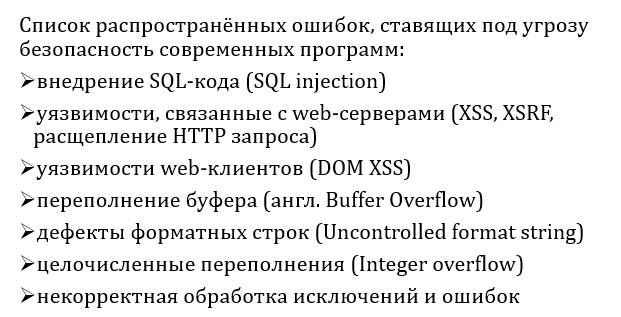 Список распространённых ошибок, ставящих под угрозу
безопасность современных программ:
➢внедрение SQL-кода (SQL injection)
➢уязвимости, связанные с web-серверами (XSS, XSRF,
расщепление HTTP запроса)
➢уязвимости web-клиентов (DOM XSS)
➢переполнение буфера (англ. Buffer Overflow)
➢дефекты форматных строк (Uncontrolled format string)
➢целочисленные переполнения (Integer overflow)
➢некорректная обработка исключений и ошибок